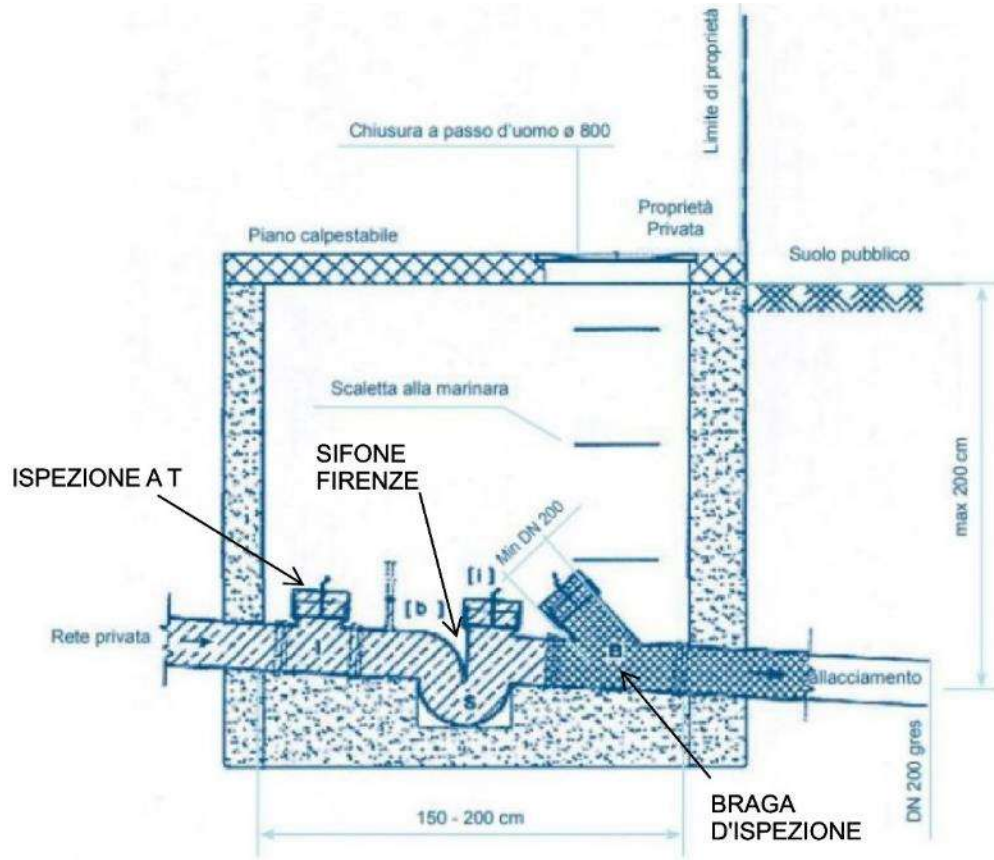 Limite di proprietà
Chiusura a passo d'uomo ø 800
Proprietà
Privata
Piano calpestabile
Suolo pubblico
Scaletta alla marinara
max 200 cm
ISPEZIONE A T
SIFONE
FIRENZE
Min DN 200
[ i ]
[ b ]
Rete privata
I
B
S
allacciamento
DN 200 gres
150 - 200 cm
BRAGA
D'ISPEZIONE